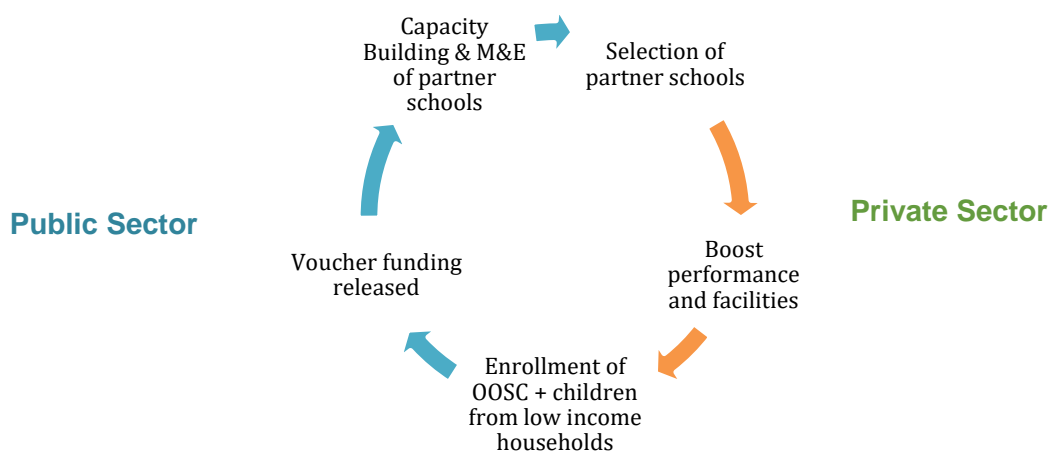 Capacity
Building & M&E
of partner
schools
Selection of
partner schools
Public Sector
Private Sector
Boost
performance
and facilities
Voucher funding
released
Enrollment of
OOSC + children
from low income
households